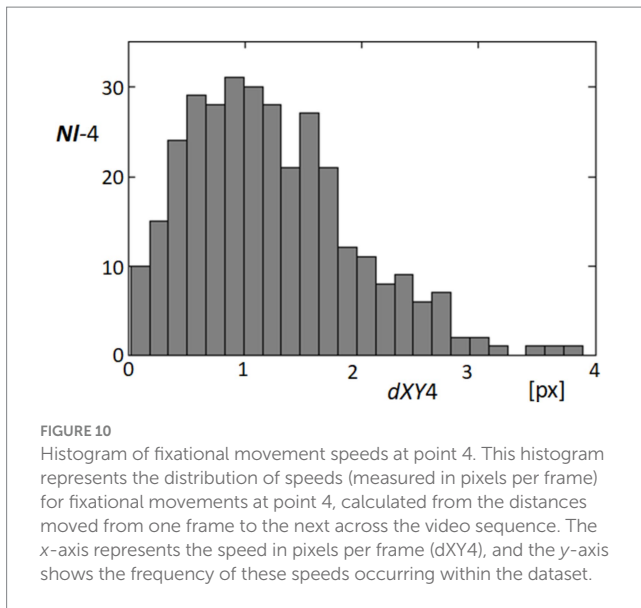 30
Nl-4
20
10
0
0 1 2 3 4
dXY4 [px]
FIGURE 10
Histogram of fixational movement speeds at point 4. This histogram
represents the distribution of speeds (measured in pixels per frame)
for fixational movements at point 4, calculated from the distances
moved from one frame to the next across the video sequence. The
x-axis represents the speed in pixels per frame (dXY4), and the y-axis
shows the frequency of these speeds occurring within the dataset.